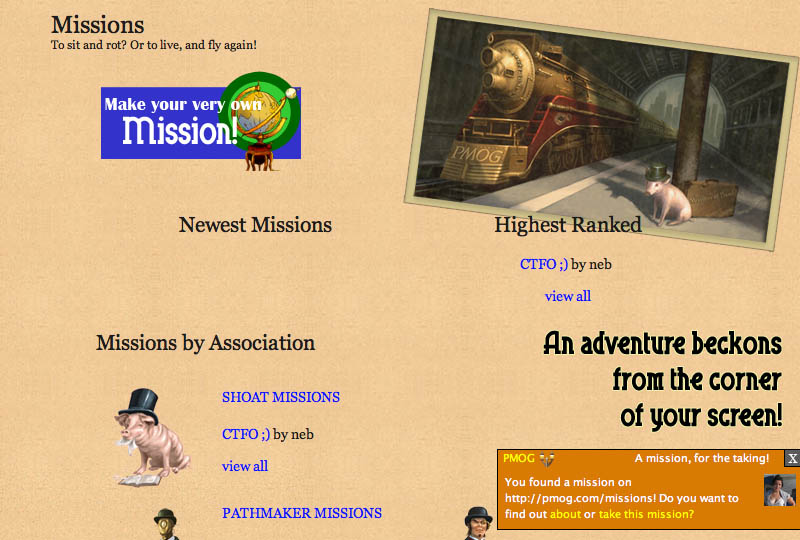 Missions
To sit and rot? Or to live, and fly again!
Make your very own
Mission!
PMOG
Newest Missions
Highest Ranked
CTFO ;) by neb
view all
Missions by Association
SHOAT MISSIONS
CTFO ;) by neb
view all
PATHMAKER MISSIONS
An adventure beckons
from the corner
of your screen!
PMOG
A mission, for the taking!
X
You found a mission on
http://pmog.com/missions! Do you want to
find out about or take this mission?